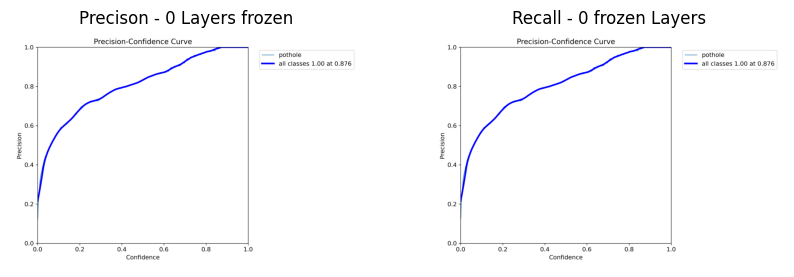 Precison - 0 Layers frozen
Precision-Confidence Curve
1.0
0.8
0.6
0.4
0.2
0.0
Precision
0.0 0.2 0.4 0.6 0.8 1.0
Confidence
pothole
all classes 1.00 at 0.876
Recall - 0 frozen Layers
Precision-Confidence Curve
1.0
0.8
0.6
0.4
0.2
0.0
Precision
0.0 0.2 0.4 0.6 0.8 1.0
Confidence
pothole
all classes 1.00 at 0.876